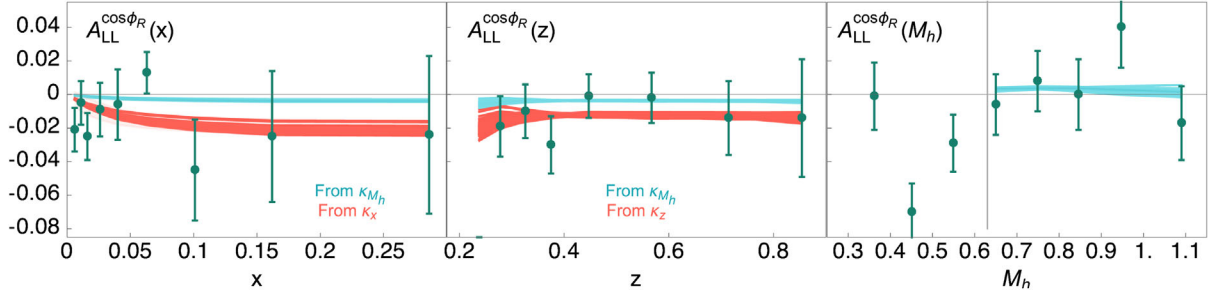 0.04
0.02
0
-0.02
-0.04
-0.06
-0.08
A_LL^cosϕ_R(x)
From κ_M_h
From κ_x
0 0.05 0.1 0.15 0.20 0.25
x
A_LL^cosϕ_R(z)
From κ_M_h
From κ_z
0.2 0.4 0.6 0.8
z
A_LL^cosϕ_R(M_h)
0.3 0.4 0.5 0.6 0.7 0.8 0.9 1. 1.1
M_h